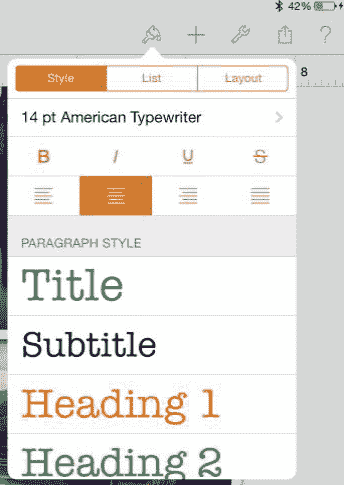 42%
8
Style List Layout
14 pt American Typewriter
B I U S
PARAGRAPH STYLE
Title
Subtitle
Heading 1
Heading 2